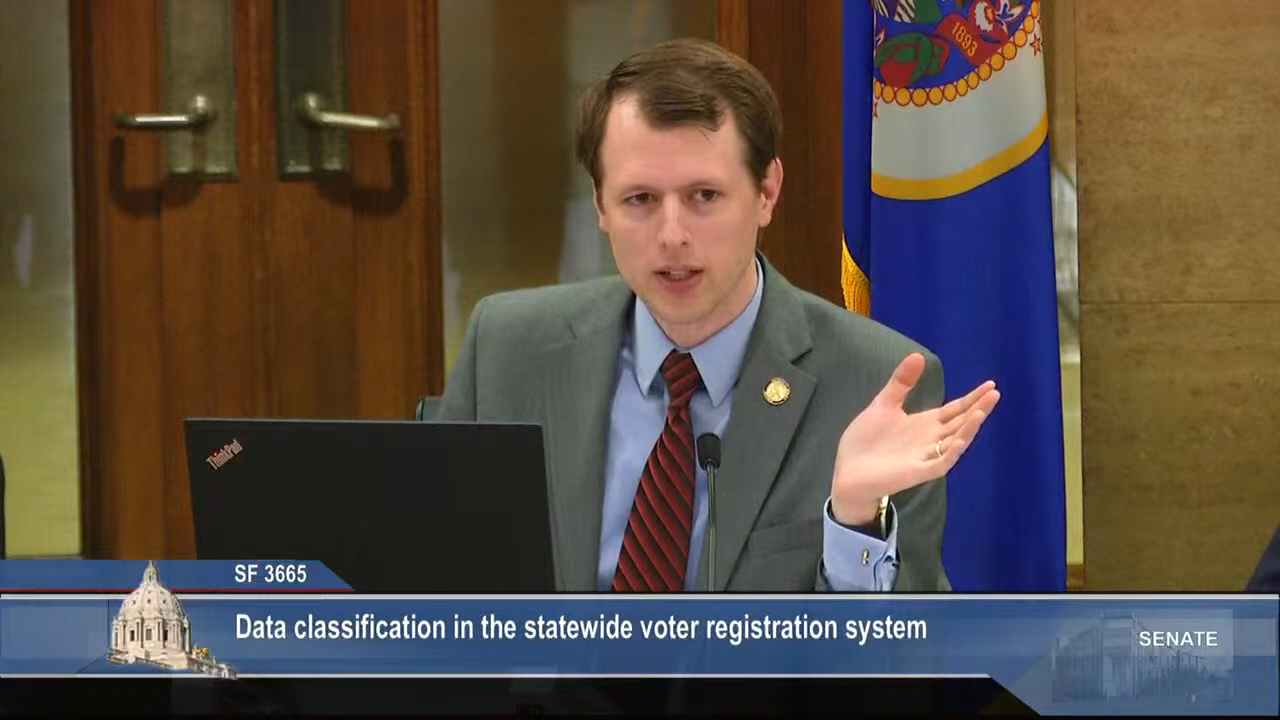 1893
ThinkPad
SF 3665
Data classification in the statewide voter registration system
SENATE